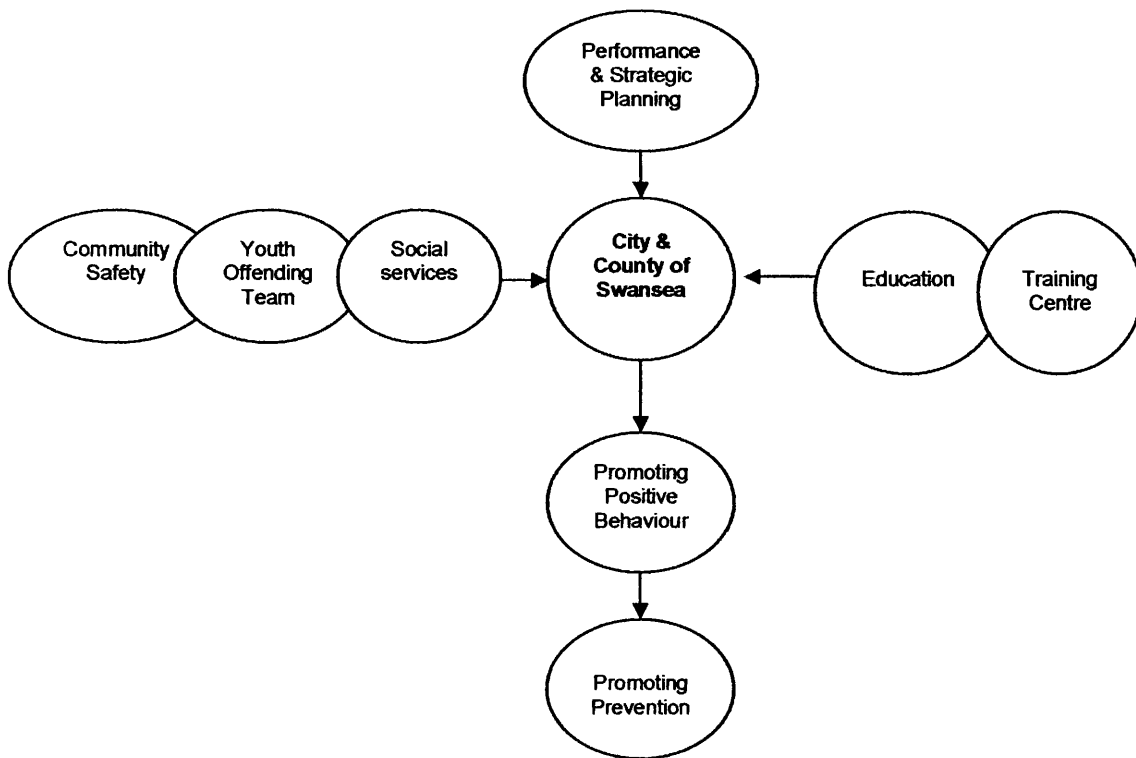 Performance
& Strategic
Planning
Community
Safety
Youth
Offending
Team
Social
services
City &
County of
Swansea
Education
Training
Centre
Promoting
Positive
Behaviour
Promoting
Prevention